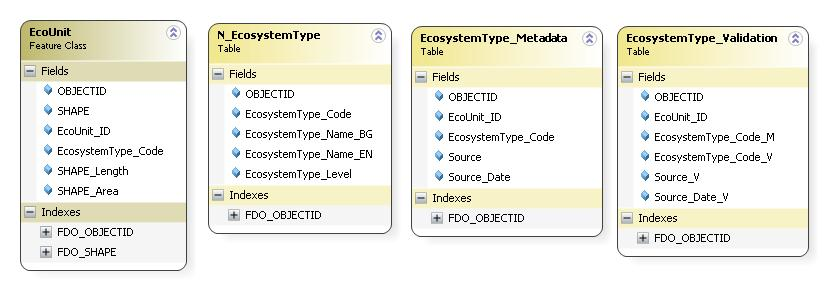 EcoUnit
Feature Class
Fields
OBJECTID
SHAPE
EcoUnit_ID
EcosystemType_Code
SHAPE_Length
SHAPE_Area
Indexes
FDO_OBJECTID
FDO_SHAPE
N_EcosystemType
Table
Fields
OBJECTID
EcosystemType_Code
EcosystemType_Name_BG
EcosystemType_Name_EN
EcosystemType_Level
Indexes
FDO_OBJECTID
EcosystemType_Metadata
Table
Fields
OBJECTID
EcoUnit_ID
EcosystemType_Code
Source
Source_Date
Indexes
FDO_OBJECTID
EcosystemType_Validation
Table
Fields
OBJECTID
EcoUnit_ID
EcosystemType_Code_M
EcosystemType_Code_V
Source_V
Source_Date_V
Indexes
FDO_OBJECTID